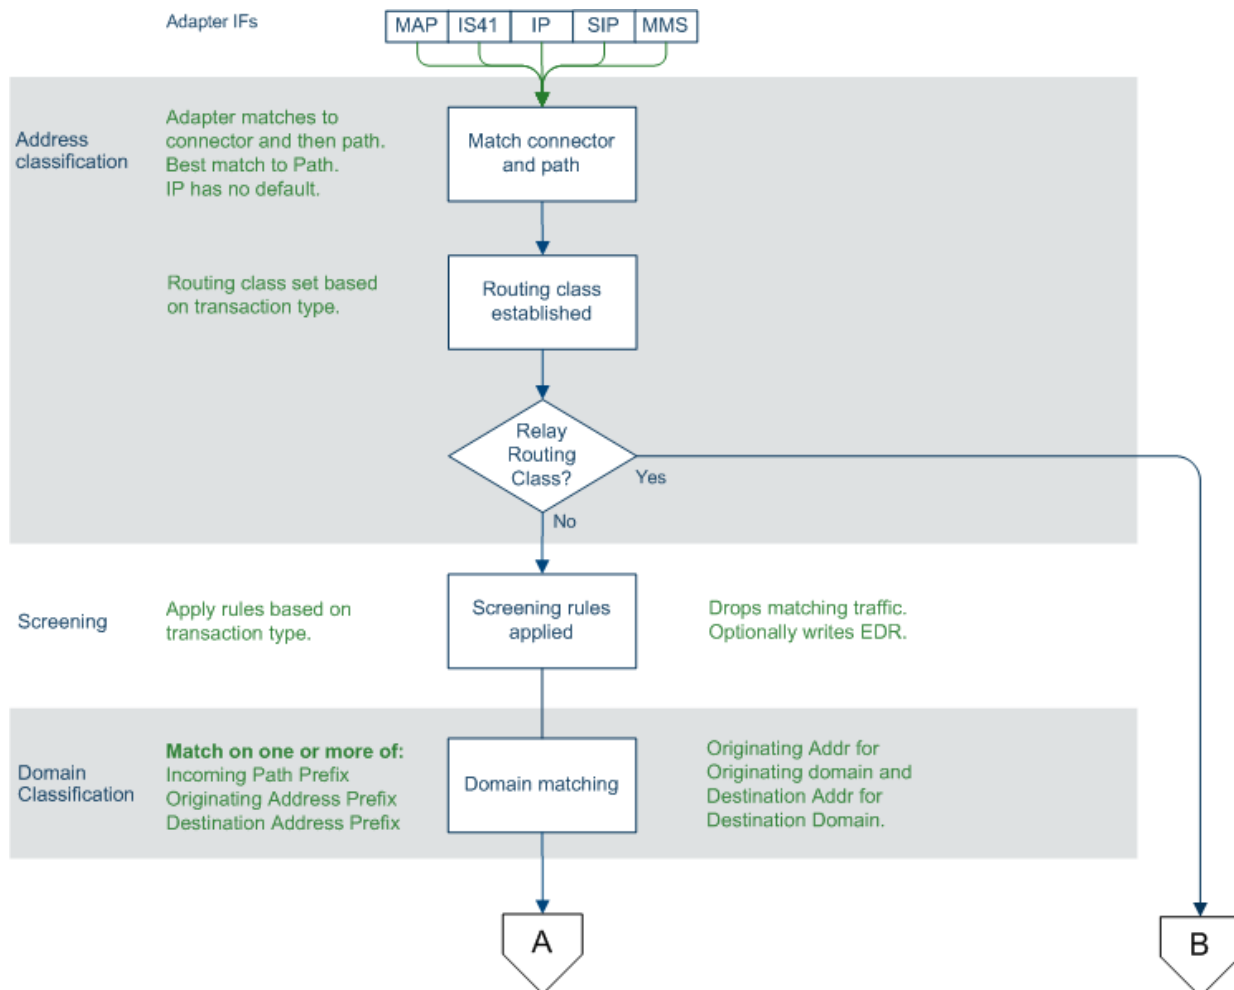 Adapter IFs
MAP IS41 IP SIP MMS
Address
classification
Adapter matches to
connector and then path.
Best match to Path.
IP has no default.
Match connector
and path
Routing class set based
on transaction type.
Routing class
established
Relay
Routing
Class?
Yes
No
Screening
Apply rules based on
transaction type.
Screening rules
applied
Drops matching traffic.
Optionally writes EDR.
Domain
Classification
Match on one or more of:
Incoming Path Prefix
Originating Address Prefix
Destination Address Prefix
Domain matching
Originating Addr for
Originating domain and
Destination Addr for
Destination Domain.
A
B